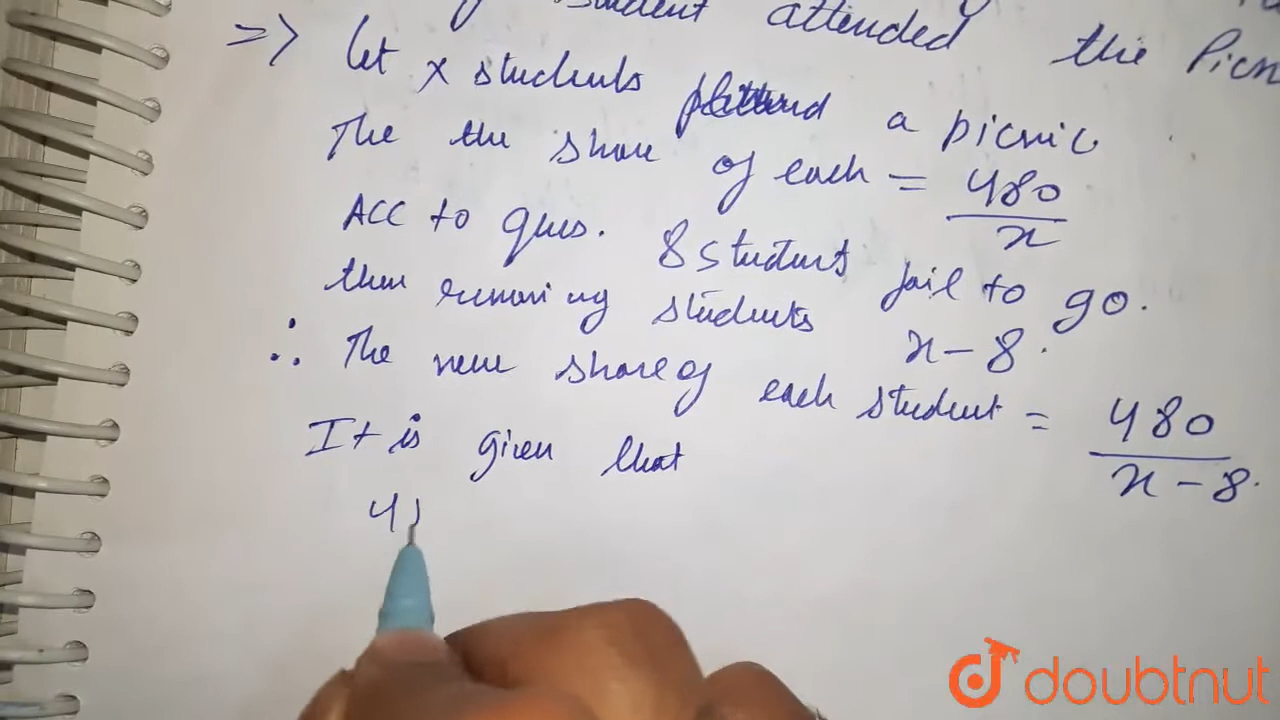 student attended the Picn
=> let x students a picnic
The the share of each = 480/x
Acc to ques. 8 students fail to go.
then remaining students x - 8.
∴ The new share of each student = 480/x - 8.
It is given that
4
doubtnut